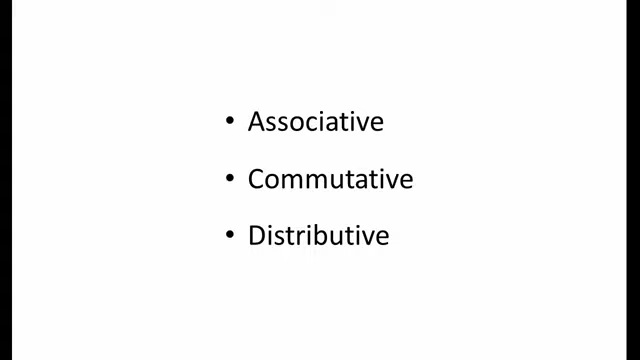 • Associative
• Commutative
• Distributive